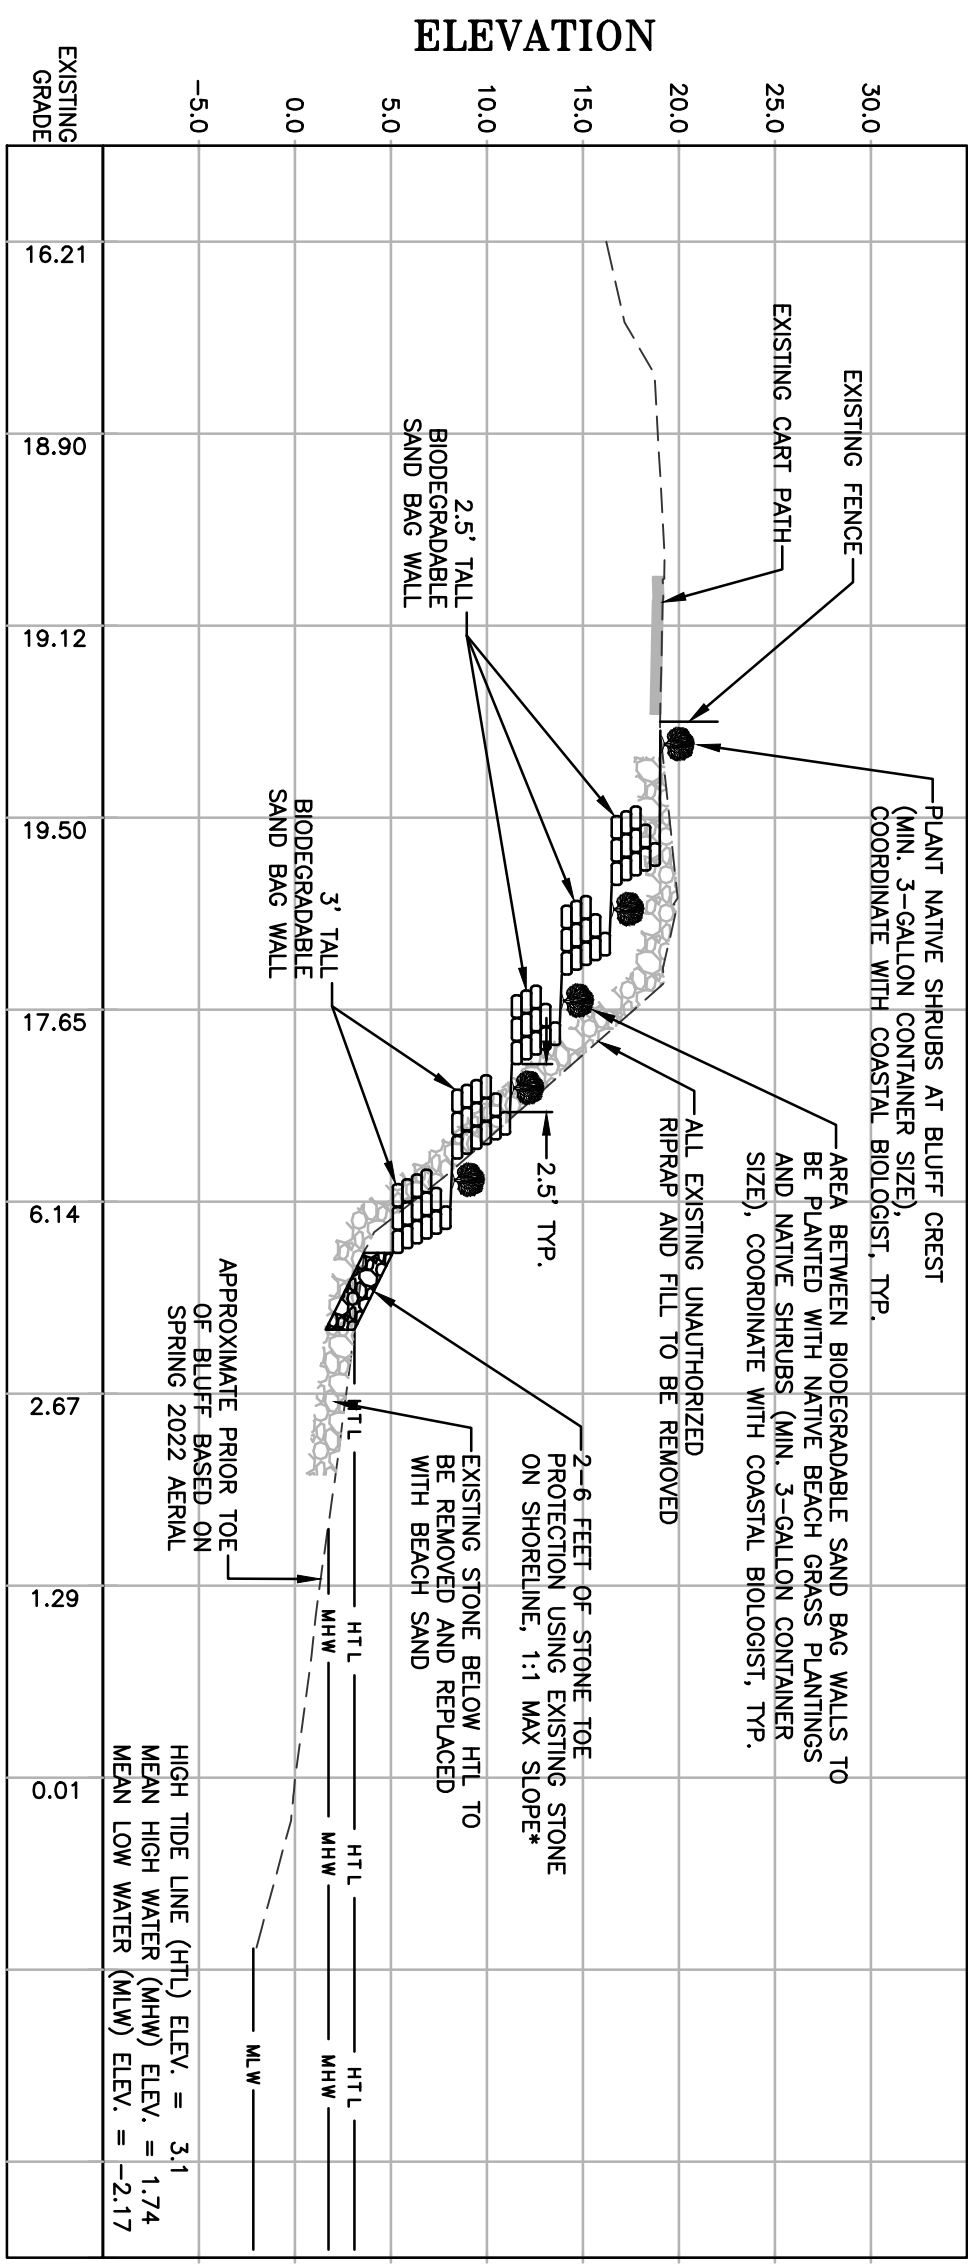 ELEVATION
30.0
25.0
20.0
15.0
10.0
5.0
0.0
-5.0
EXISTING
GRADE
16.21
18.90
19.12
19.50
17.65
6.14
2.67
1.29
0.01
EXISTING FENCE
EXISTING CART PATH
PLANT NATIVE SHRUBS AT BLUFF CREST
(MIN. 3-GALLON CONTAINER SIZE),
COORDINATE WITH COASTAL BIOLOGIST, TYP.
AREA BETWEEN BIODEGRADABLE SAND BAG WALLS TO
BE PLANTED WITH NATIVE BEACH GRASS PLANTINGS
AND NATIVE SHRUBS (MIN. 3-GALLON CONTAINER
SIZE), COORDINATE WITH COASTAL BIOLOGIST, TYP.
ALL EXISTING UNAUTHORIZED
RIPRAP AND FILL TO BE REMOVED
2.5' TALL
BIODEGRADABLE
SAND BAG WALL
2.5' TYP.
2-6 FEET OF STONE TOE
PROTECTION USING EXISTING STONE
ON SHORELINE, 1:1 MAX SLOPE*
EXISTING STONE BELOW HTL TO
BE REMOVED AND REPLACED
WITH BEACH SAND
3' TALL
BIODEGRADABLE
SAND BAG WALL
APPROXIMATE PRIOR TOE
OF BLUFF BASED ON
SPRING 2022 AERIAL
HTL
HTL
HTL
HTL
MHW
MHW
MHW
MLW
HIGH TIDE LINE (HTL) ELEV. = 3.1
MEAN HIGH WATER (MHW) ELEV. = 1.74
MEAN LOW WATER (MLW) ELEV. = -2.17